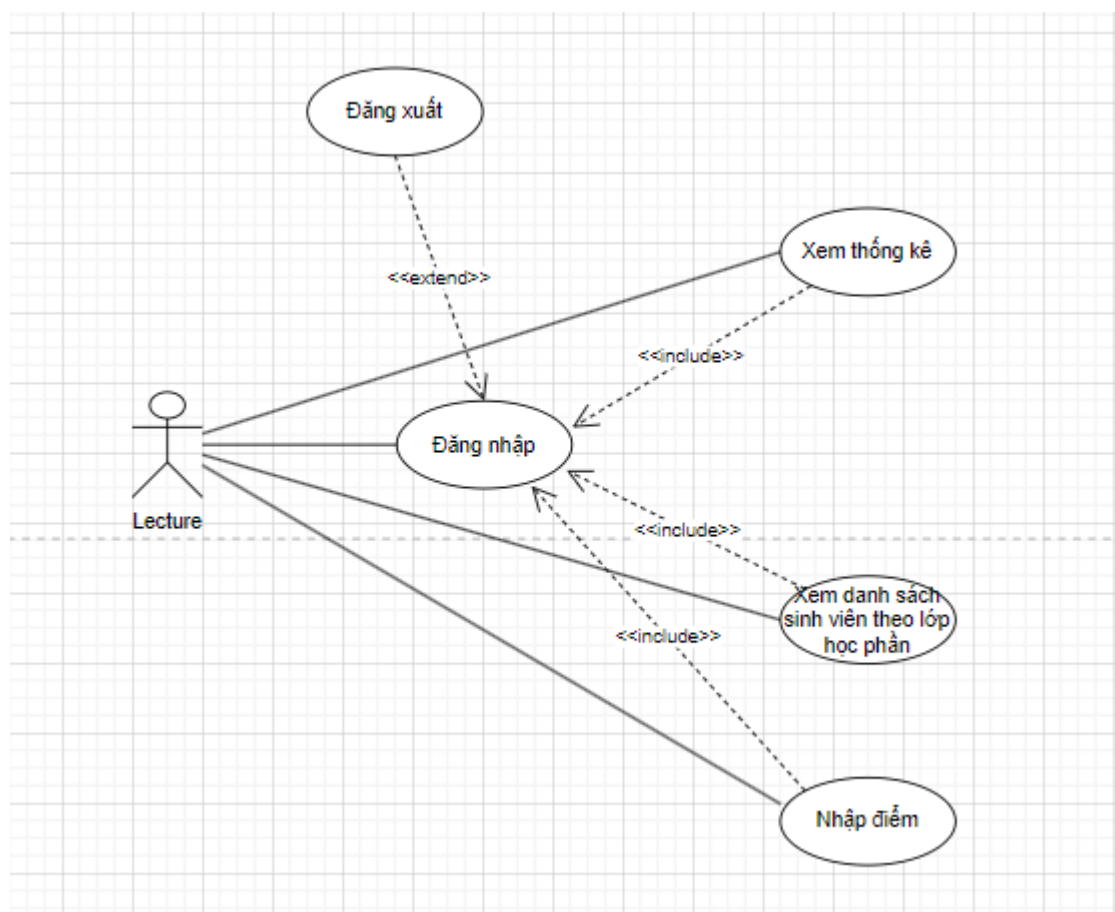 Đăng xuất
Xem thống kê
<<extend>>
<<include>>
Đăng nhập
Lecture
<<include>>
Xem danh sách
sinh viên theo lớp
học phần
<<include>>
Nhập điểm